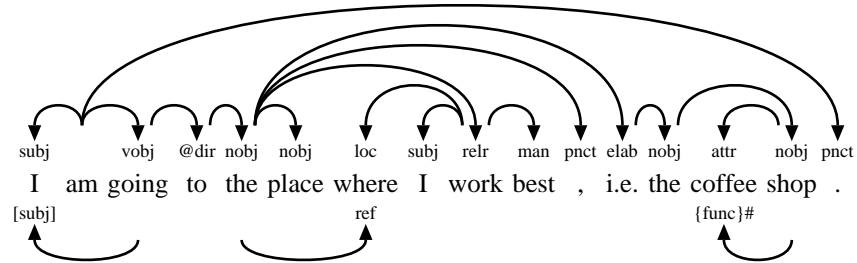 subj vobj @dir nobj nobj loc subj relr man pnct elab nobj attr nobj pnct
I am going to the place where I work best , i.e. the coffee shop .
[subj] ref {func}#